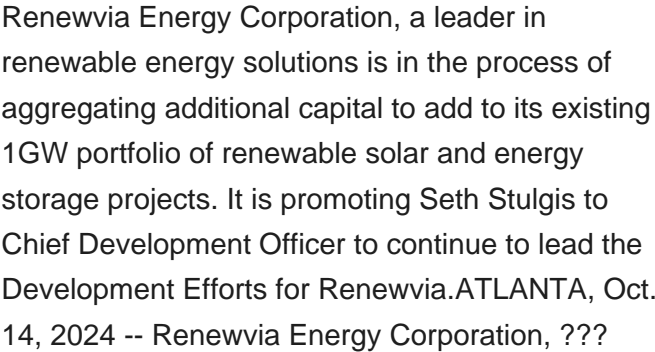 Renewvia Energy Corporation, a leader in
renewable energy solutions is in the process of
aggregating additional capital to add to its existing
1GW portfolio of renewable solar and energy
storage projects. It is promoting Seth Stulgis to
Chief Development Officer to continue to lead the
Development Efforts for Renewvia.ATLANTA, Oct.
14, 2024 -- Renewvia Energy Corporation, ???